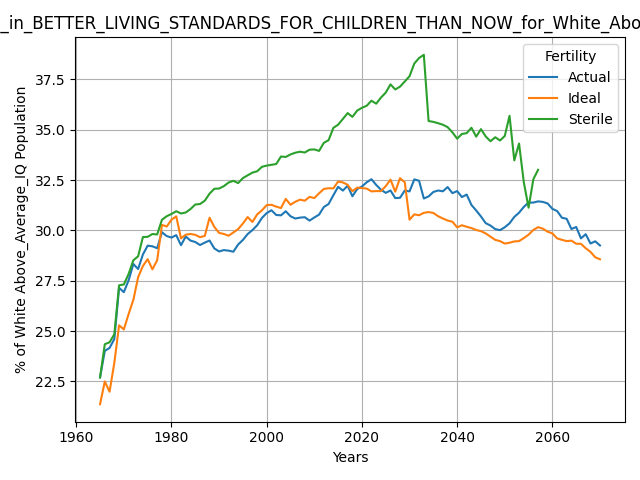 _in_BETTER_LIVING_STANDARDS_FOR_CHILDREN_THAN_NOW_for_White_Abo
Fertility
Actual
Ideal
Sterile
37.5
35.0
32.5
30.0
27.5
25.0
22.5
% of White Above_Average_IQ Population
1960
1980
2000
2020
2040
2060
Years